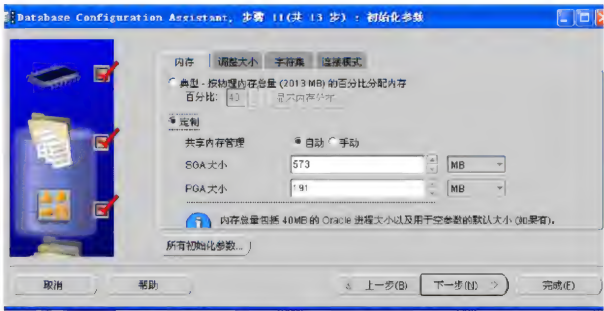 Database Configuration Assistant, 步骤 11(共 13 步) : 初始化参数
内存 调整大小 字符集 连接模式
典型 - 按物理内存总量 (2013 MB) 的百分比分配内存
百分比: 40
定制
共享内存管理 自动 手动
SGA 大小 573 MB
PGA 大小 191 MB
内存总量包括 40MB 的 Oracle 进程大小以及用于空参数的默认大小 (如果有)。
所有初始化参数...
取消 帮助 上一步(B) 下一步(N) 完成(F)